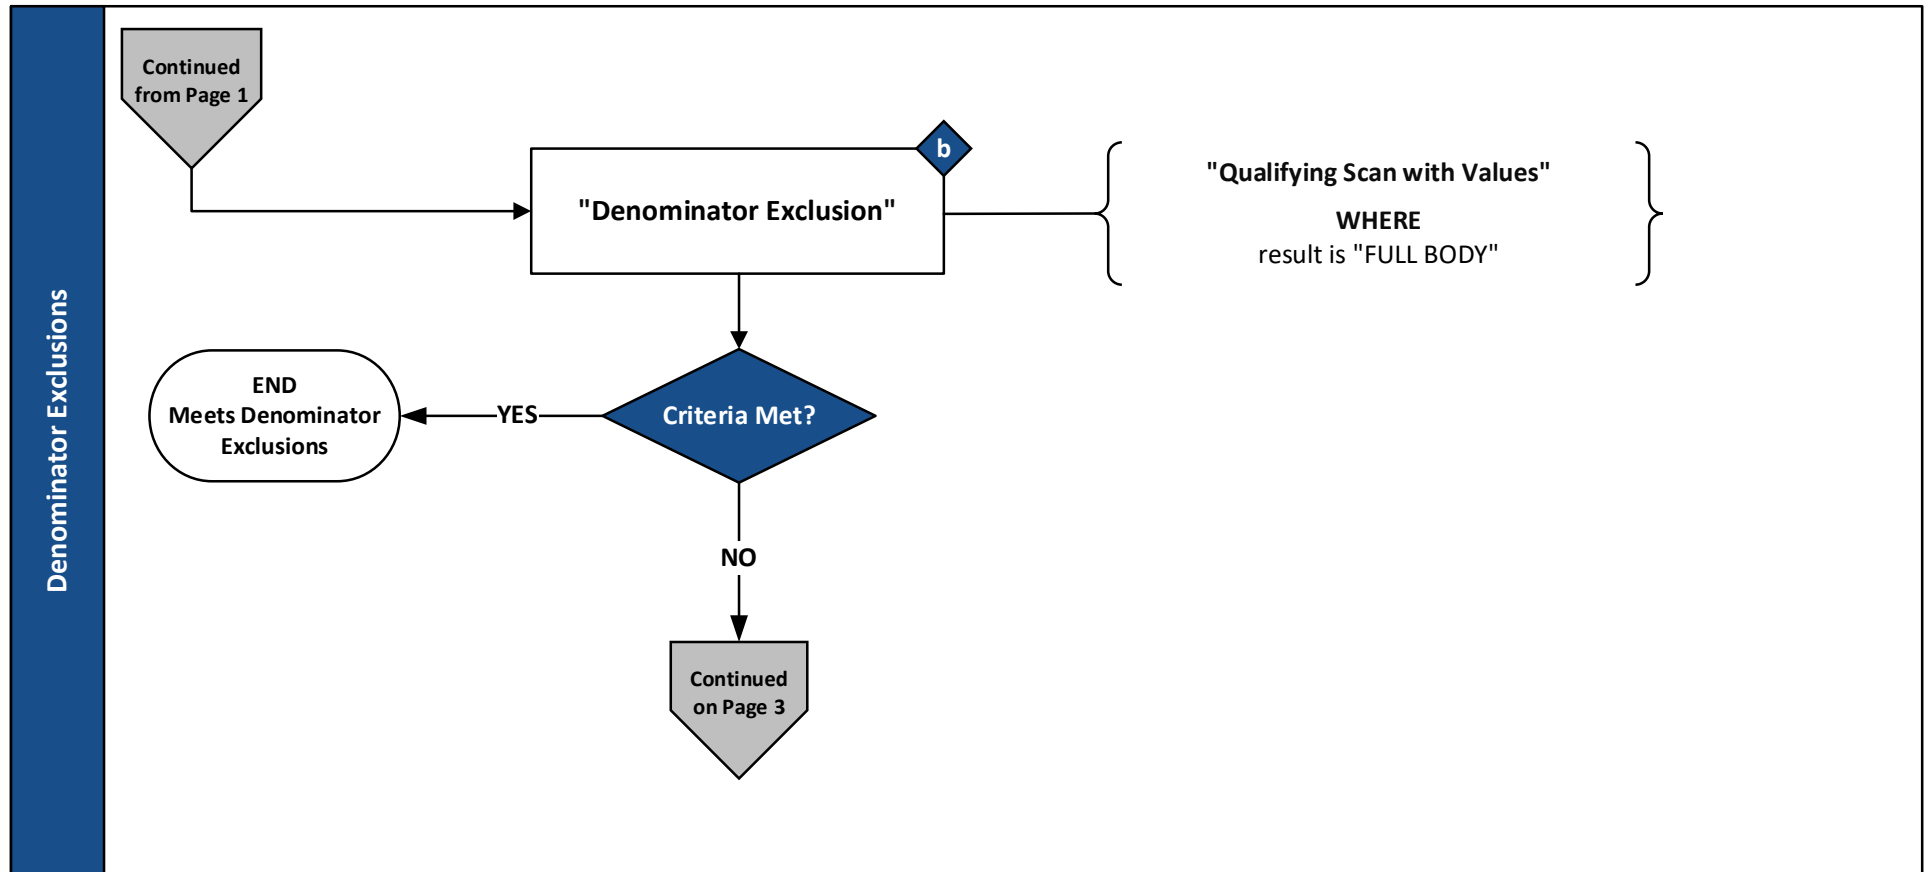 Denominator Exclusions
Continued
from Page 1
"Denominator Exclusion"
b
"Qualifying Scan with Values"
WHERE
result is "FULL BODY"
Criteria Met?
YES
END
Meets Denominator
Exclusions
NO
Continued
on Page 3